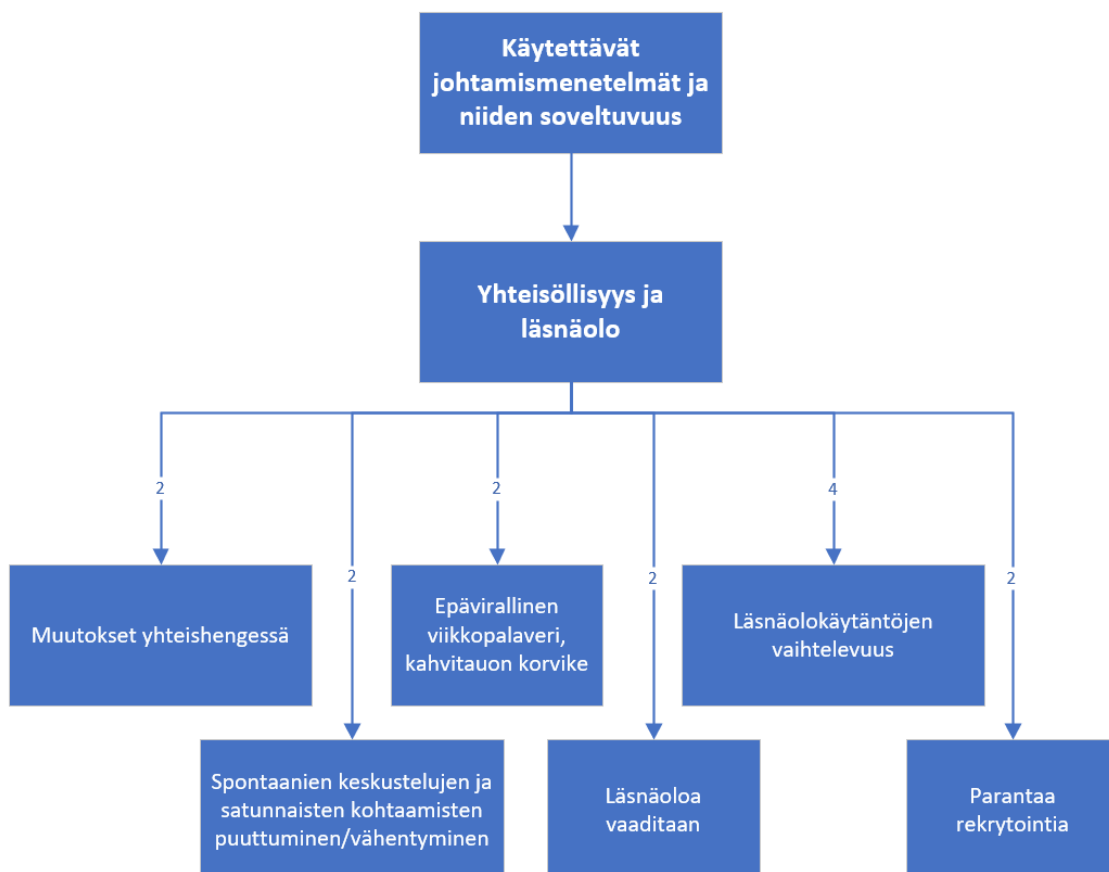 Käytettävät
johtamismenetelmät ja
niiden soveltuvuus
Yhteisöllisyys ja
läsnäolo
2
2
4
2
2
2
Muutokset yhteishengessä
Epävirallinen
viikkopalaveri,
kahvitauon korvike
Läsnäolokäytäntöjen
vaihtelevuus
Spontaanien keskustelujen ja
satunnaisten kohtaamisten
puuttuminen/vähentyminen
Läsnäoloa
vaaditaan
Parantaa
rekrytointia